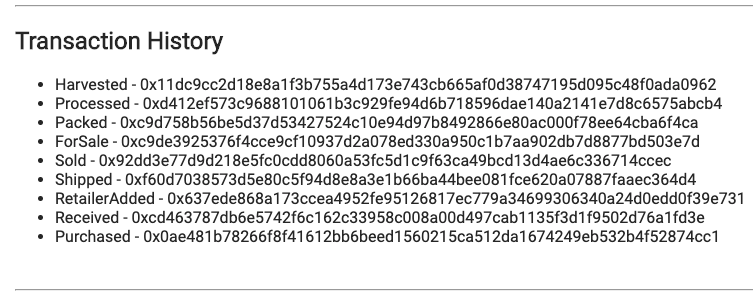 Transaction History
Harvested - 0x11dc9cc2d18e8a1f3b755a4d173e743cb665af0d38747195d095c48f0ada0962
Processed - 0xd412ef573c9688101061b3c929fe94d6b718596dae140a2141e7d8c6575abcb4
Packed - 0xc9d758b56be5d37d53427524c10e94d97b8492866e80ac000f78ee64cba6f4ca
ForSale - 0xc9de3925376f4cce9cf10937d2a078ed330a950c1b7aa902db7d8877bd503e7d
Sold - 0x92dd3e77d9d218e5fc0cdd8060a53fc5d1c9f63ca49bcd13d4ae6c336714ccec
Shipped - 0xf60d7038573d5e80c5f94d8e8a3e1b66ba44bee081fce620a07887faaec364d4
RetailerAdded - 0x637ede868a173ccea4952fe95126817ec779a34699306340a24d0edd0f39e731
Received - 0xcd463787db6e5742f6c162c33958c008a00d497cab1135f3d1f9502d76a1fd3e
Purchased - 0x0ae481b78266f8f41612bb6beed1560215ca512da1674249eb532b4f52874cc1